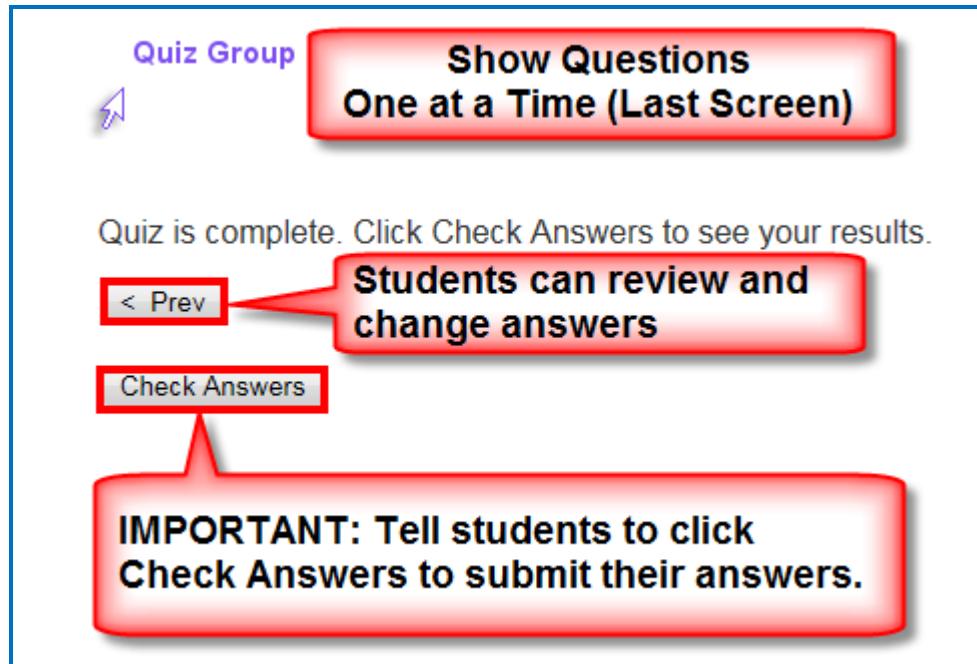 Quiz Group
Show Questions
One at a Time (Last Screen)
Quiz is complete. Click Check Answers to see your results.
< Prev
Students can review and
change answers
Check Answers
IMPORTANT: Tell students to click
Check Answers to submit their answers.